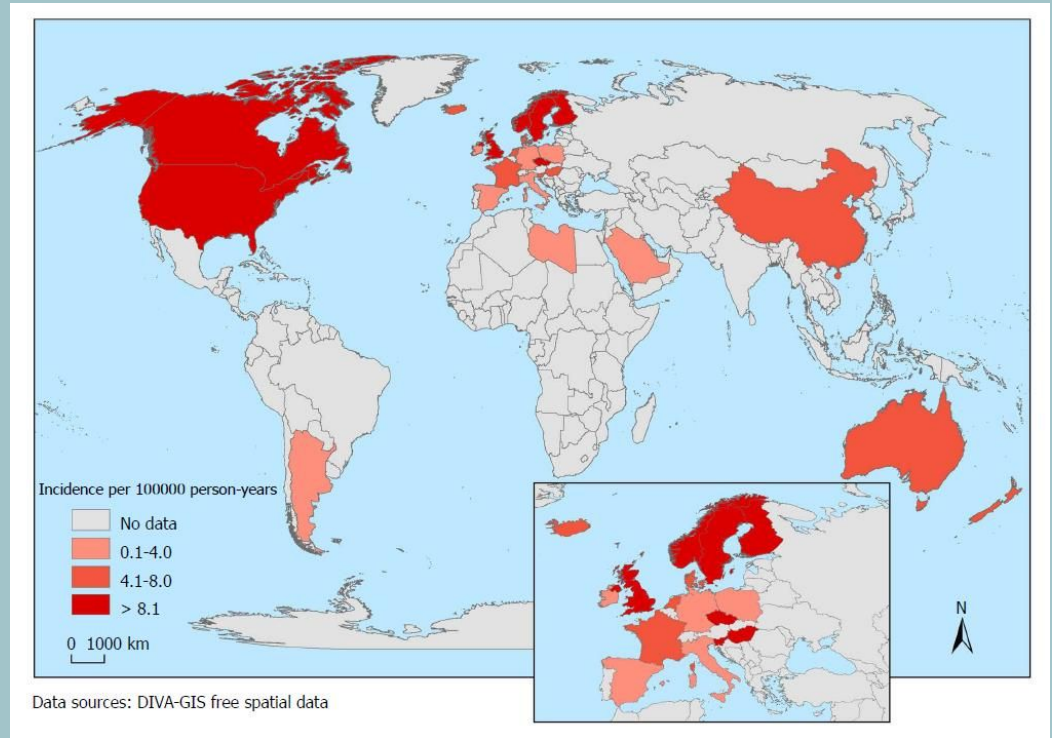 Incidence per 100000 person-years
No data
0.1-4.0
4.1-8.0
> 8.1
0 1000 km
N
Data sources: DIVA-GIS free spatial data